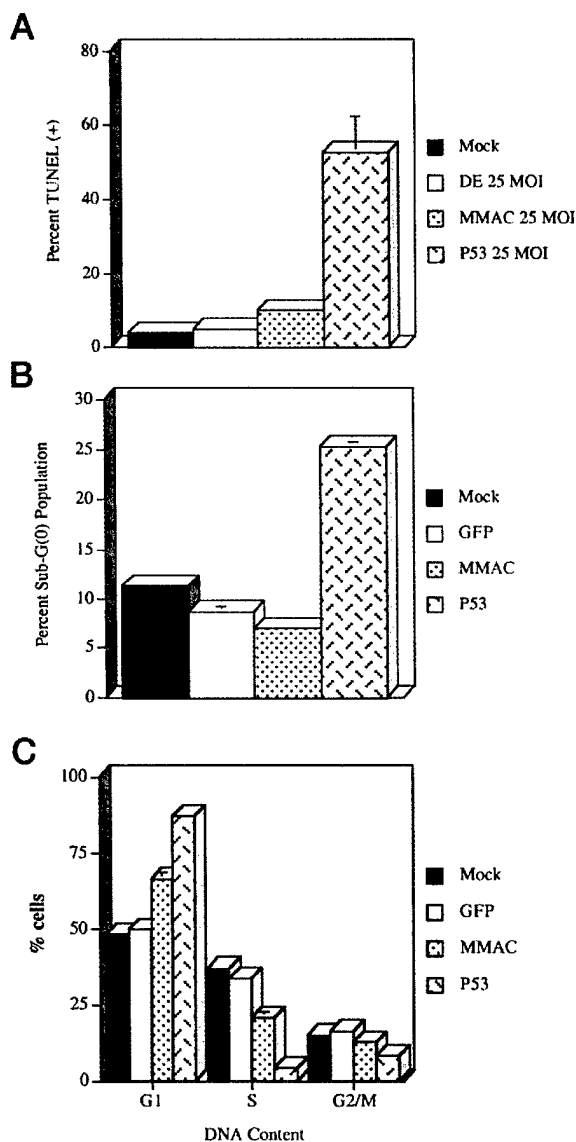 A
80
60
40
20
0
Percent TUNEL (+)
Mock
DE 25 MOI
MMAC 25 MOI
P53 25 MOI
B
30
25
20
15
10
5
0
Percent Sub-G(0) Population
Mock
GFP
MMAC
P53
C
100
75
50
25
0
% cells
G1
S
G2/M
DNA Content
Mock
GFP
MMAC
P53